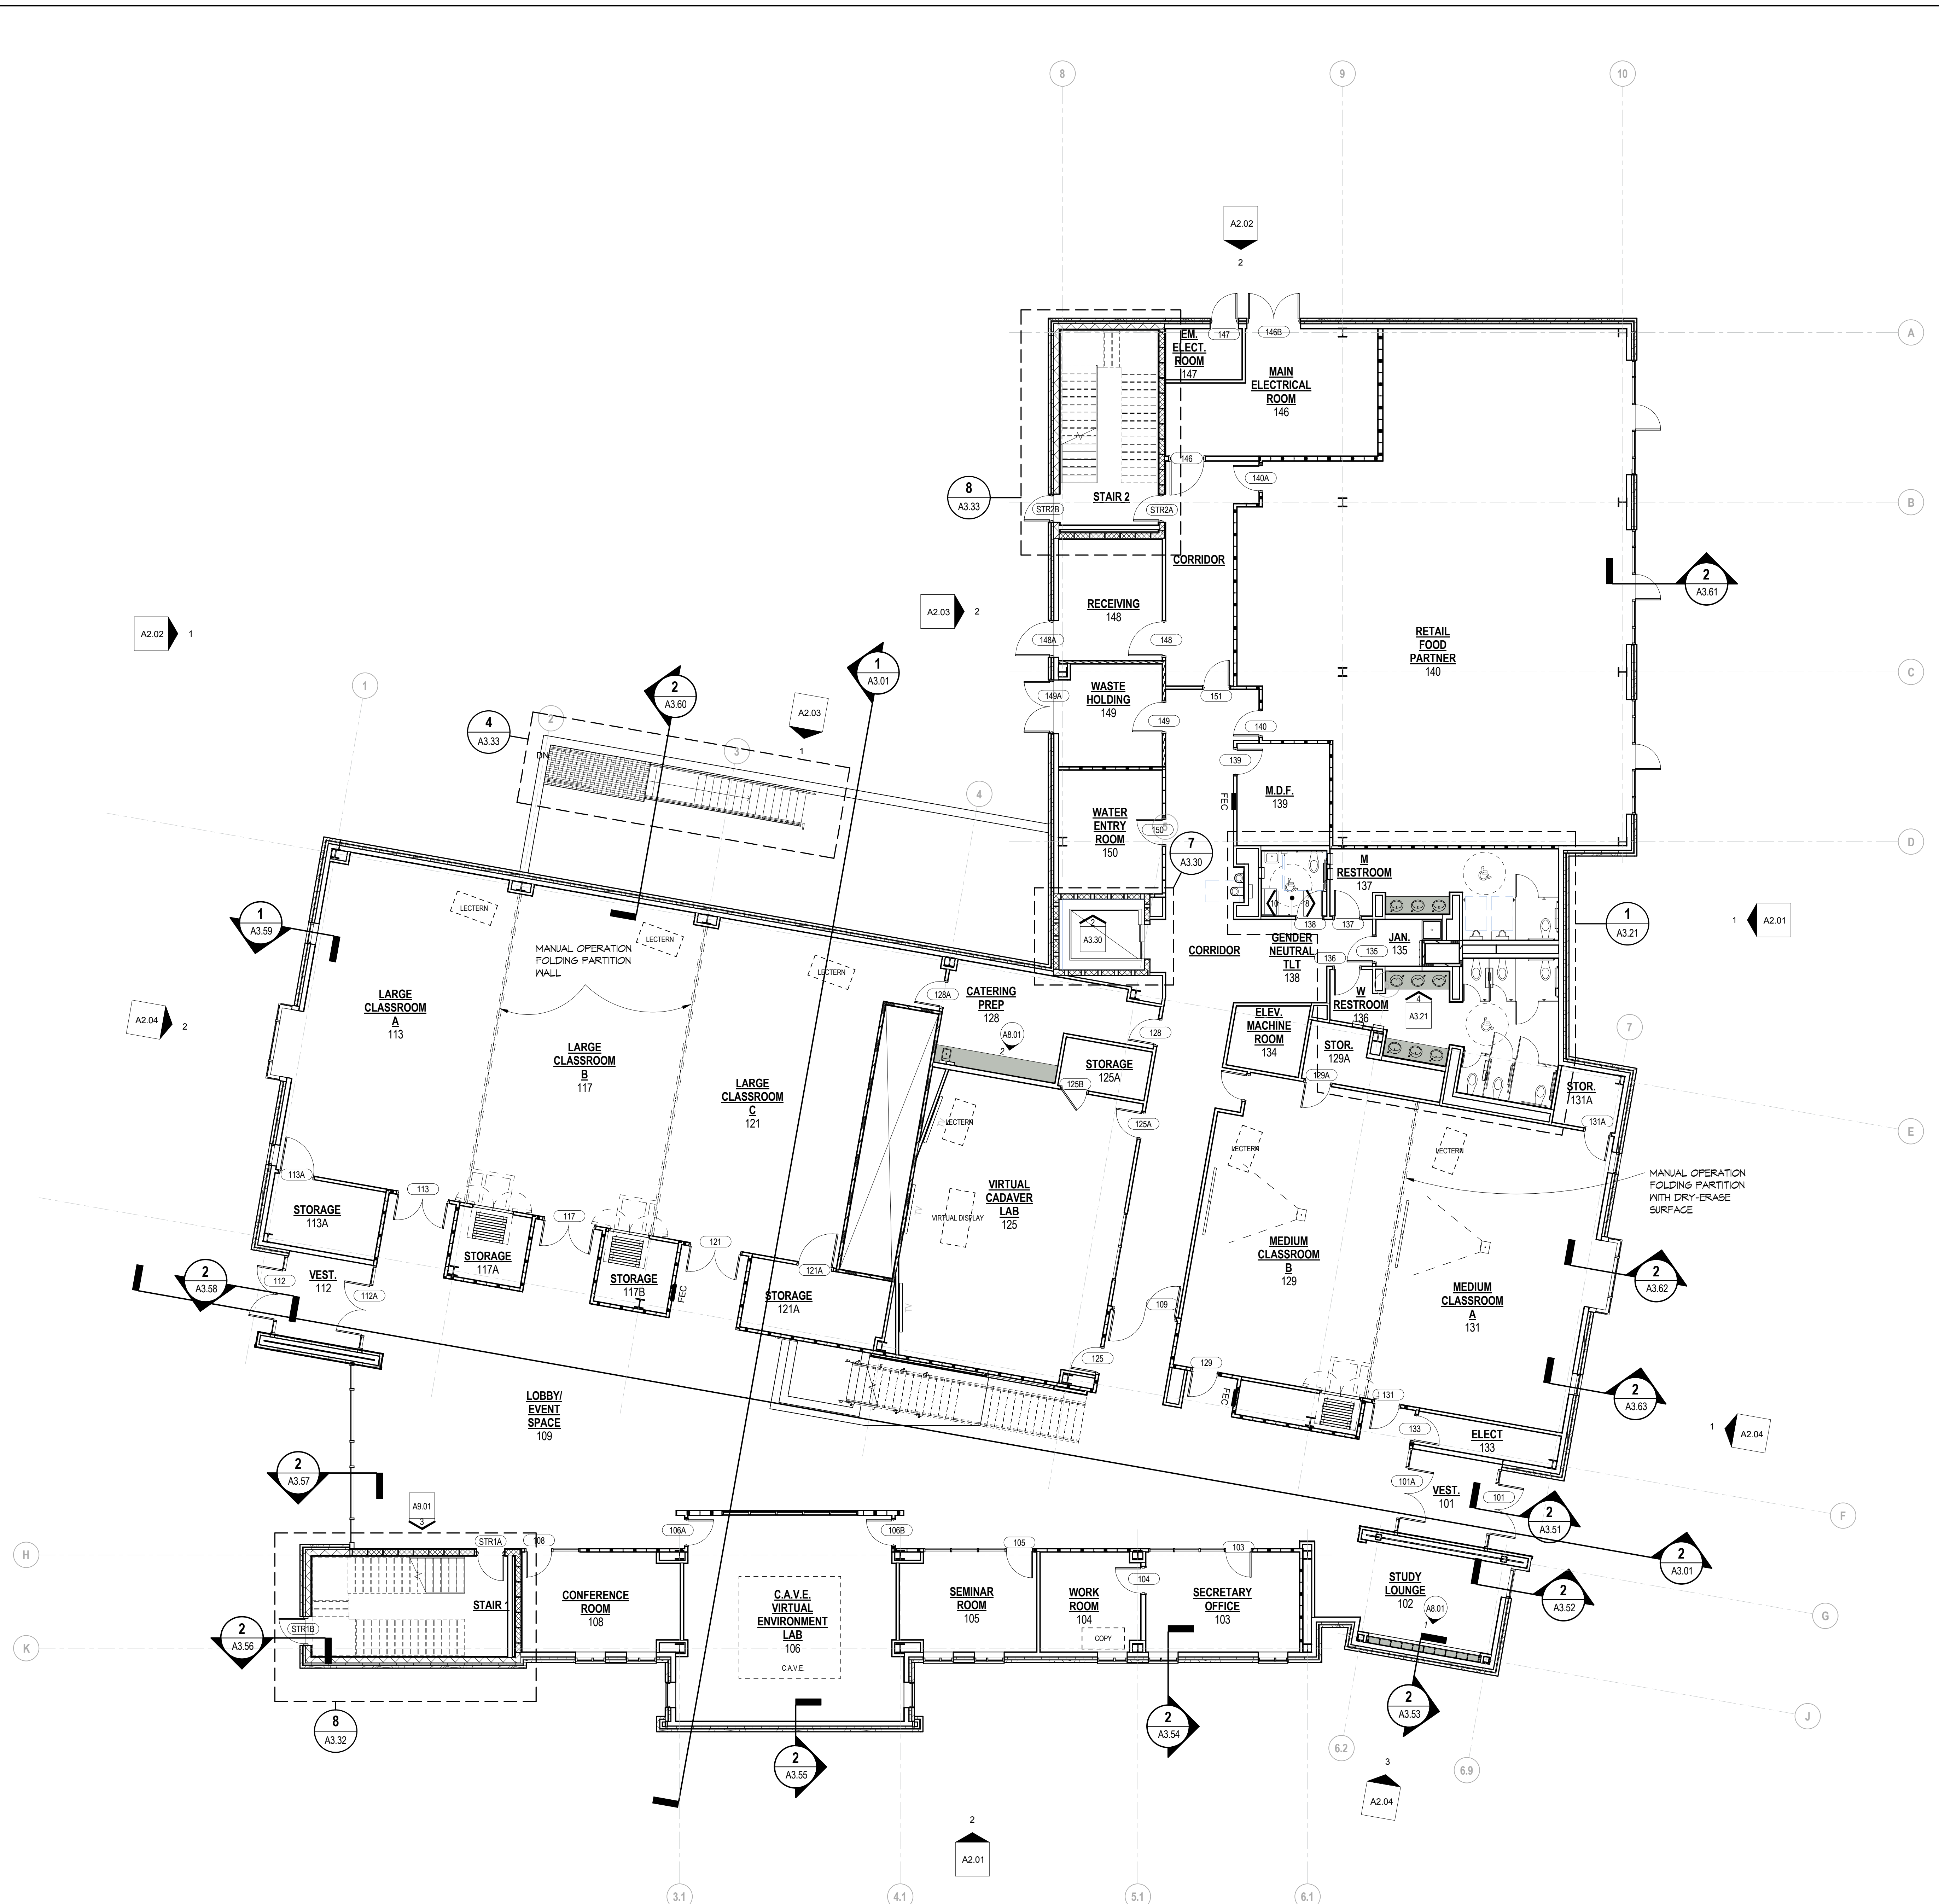 8
9
10
A2.02
2
A
147
146B
EM.
ELECT.
ROOM
147
MAIN
ELECTRICAL
ROOM
146
146
140A
8
A3.33
STAIR 2
STR2B
STR2A
B
CORRIDOR
2
A3.61
A2.03
2
RECEIVING
148
148A
148
A2.02
1
RETAIL
FOOD
PARTNER
140
C
1
2
A3.60
1
A3.01
WASTE
HOLDING
149
149A
149
151
140
139
4
A3.33
2
3
A2.03
1
DN
4
M.D.F.
139
FEC
WATER
ENTRY
ROOM
150
150
5
7
A3.30
D
M
RESTROOM
137
10
8
138
137
1
A3.59
LECTERN
LECTERN
LECTERN
MANUAL OPERATION
FOLDING PARTITION
WALL
2
A3.30
CORRIDOR
GENDER
NEUTRAL
TLT
138
JAN.
135
135
136
1
A3.21
1
A2.01
LARGE
CLASSROOM
A
113
128A
CATERING
PREP
128
A8.01
2
128
W
RESTROOM
136
4
A3.21
A2.04
2
7
ELEV.
MACHINE
ROOM
134
STOR.
129A
129A
LARGE
CLASSROOM
B
117
LARGE
CLASSROOM
C
121
STORAGE
125A
125B
125A
STOR.
131A
131A
E
LECTERN
LECTERN
LECTERN
113A
113
STORAGE
113A
117
STORAGE
117A
STORAGE
117B
FEC
121
121A
STORAGE
121A
VIRTUAL
CADAVER
LAB
125
VIRTUAL DISPLAY
MANUAL OPERATION
FOLDING PARTITION
WITH DRY-ERASE
SURFACE
MEDIUM
CLASSROOM
B
129
MEDIUM
CLASSROOM
A
131
2
A3.62
2
A3.58
112
VEST.
112
112A
109
125
129
FEC
131
133
ELECT
133
2
A3.63
1
A2.04
LOBBY/
EVENT
SPACE
109
2
A3.57
A9.01
3
101A
VEST.
101
101
2
A3.51
F
2
A3.01
H
STR1A
108
106A
106B
105
103
STAIR 1
STR1B
CONFERENCE
ROOM
108
C.A.V.E.
VIRTUAL
ENVIRONMENT
LAB
106
C.A.V.E.
SEMINAR
ROOM
105
WORK
ROOM
104
COPY
104
SECRETARY
OFFICE
103
STUDY
LOUNGE
102
A8.01
1
2
A3.52
G
K
2
A3.56
8
A3.32
2
A3.55
2
A3.54
2
A3.53
J
6.2
6.9
3
A2.04
2
A2.01
3.1
4.1
5.1
6.1